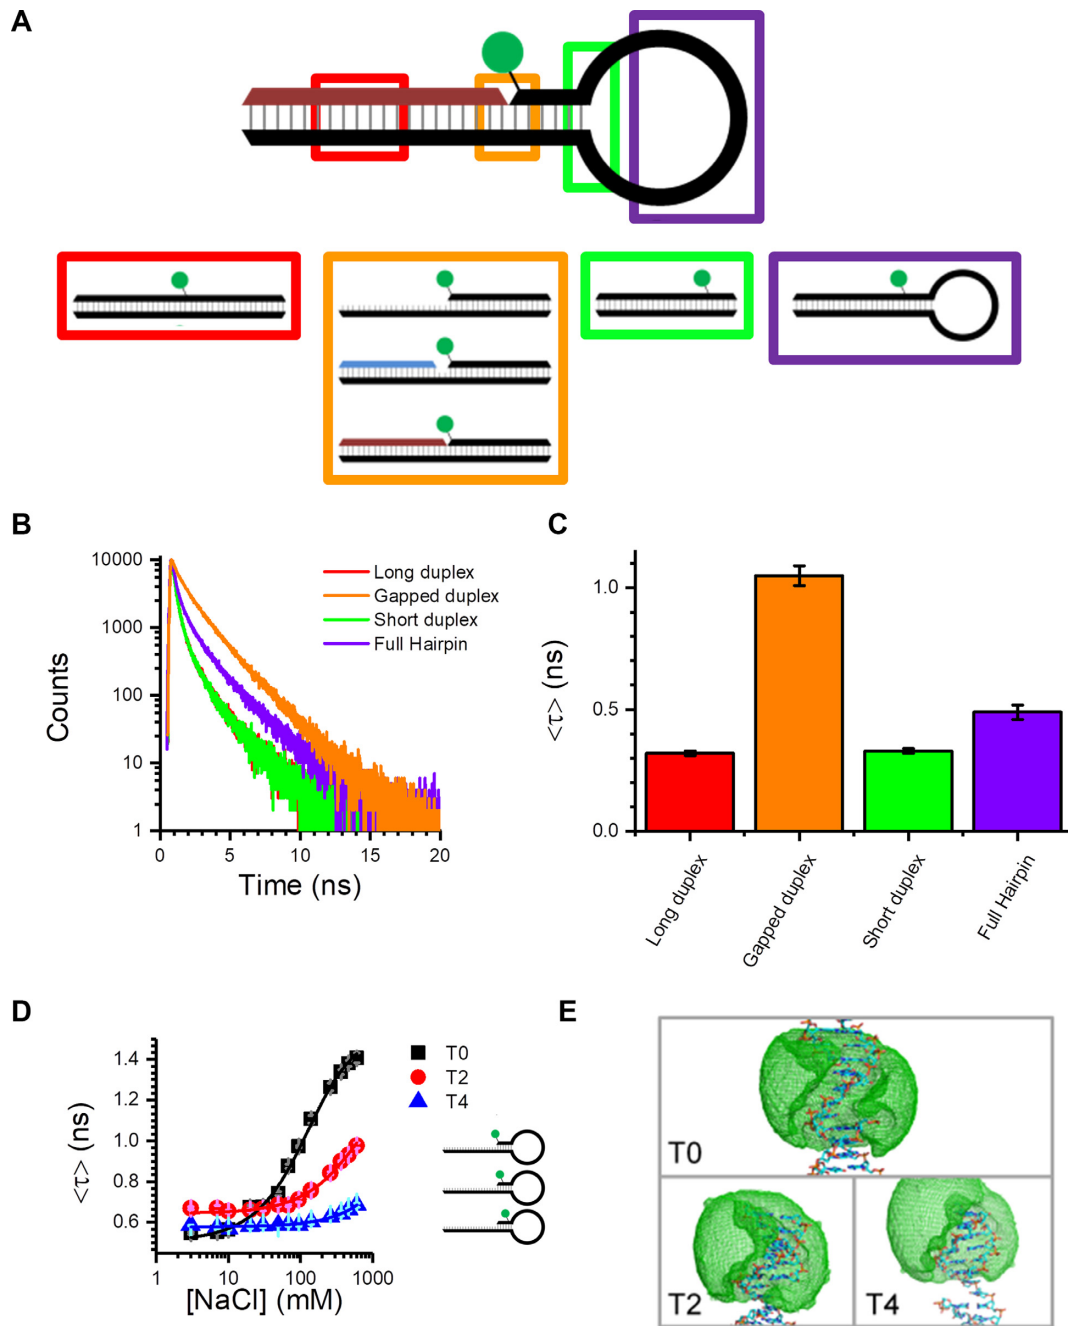 A
B
10000
1000
100
10
1
Counts
0
5
10
15
20
Time (ns)
Long duplex
Gapped duplex
Short duplex
Full Hairpin
C
1.0
0.5
0.0
<τ> (ns)
Long duplex
Gapped duplex
Short duplex
Full Hairpin
D
1.4
1.2
1.0
0.8
0.6
<τ> (ns)
1
10
100
1000
[NaCl] (mM)
T0
T2
T4
E
T0
T2
T4